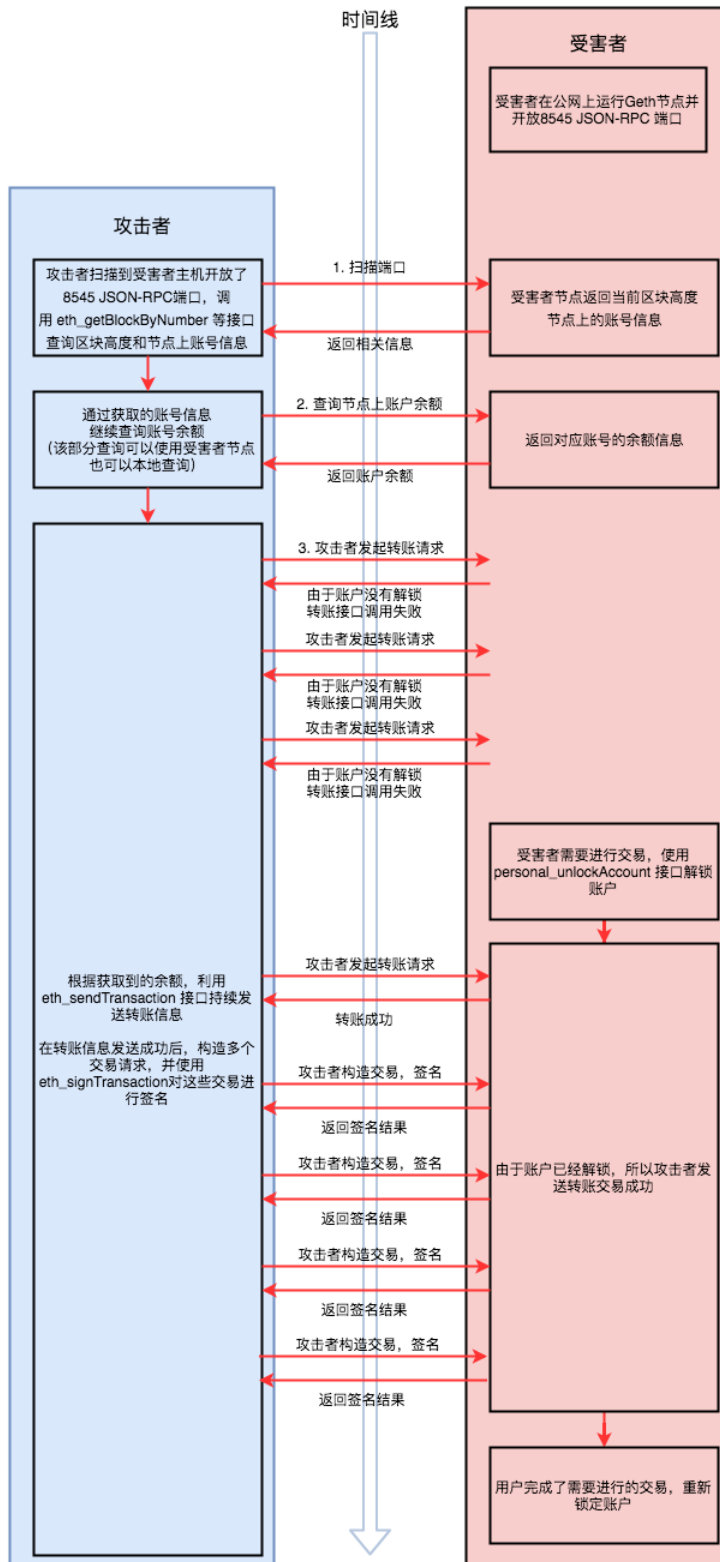 时间线
受害者
受害者在公网上运行Geth节点并
开放8545 JSON-RPC 端口
攻击者
攻击者扫描到受害者主机开放了
8545 JSON-RPC端口，调
用 eth_getBlockByNumber 等接口
查询区块高度和节点上账号信息
1. 扫描端口
返回相关信息
受害者节点返回当前区块高度
节点上的账号信息
通过获取的账号信息
继续查询账号余额
（该部分查询可以使用受害者节点
也可以本地查询）
2. 查询节点上账户余额
返回账户余额
返回对应账号的余额信息
3. 攻击者发起转账请求
由于账户没有解锁
转账接口调用失败
攻击者发起转账请求
由于账户没有解锁
转账接口调用失败
攻击者发起转账请求
由于账户没有解锁
转账接口调用失败
受害者需要进行交易，使用
personal_unlockAccount 接口解锁
账户
根据获取到的余额，利用
eth_sendTransaction 接口持续发
送转账信息
在转账信息发送成功后，构造多个
交易请求，并使用
eth_signTransaction对这些交易进
行签名
攻击者发起转账请求
转账成功
攻击者构造交易，签名
返回签名结果
攻击者构造交易，签名
返回签名结果
攻击者构造交易，签名
返回签名结果
攻击者构造交易，签名
返回签名结果
由于账户已经解锁，所以攻击者发
送转账交易成功
用户完成了需要进行的交易，重新
锁定账户